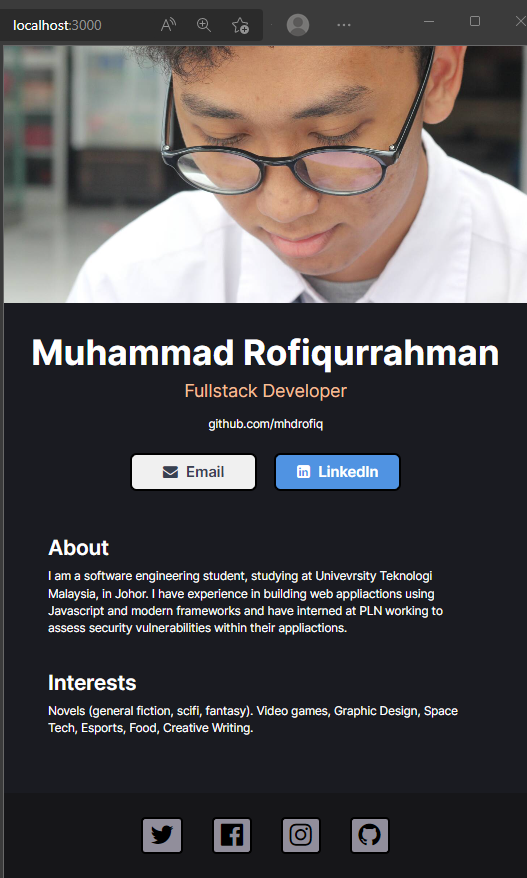 localhost:3000
Muhammad Rofiqurrahman
Fullstack Developer
github.com/mhdrofiq
Email
LinkedIn
About
I am a software engineering student, studying at Univevrsity Teknologi
Malaysia, in Johor. I have experience in building web appliactions using
Javascript and modern frameworks and have interned at PLN working to
assess security vulnerabilities within their appliactions.
Interests
Novels (general fiction, scifi, fantasy). Video games, Graphic Design, Space
Tech, Esports, Food, Creative Writing.